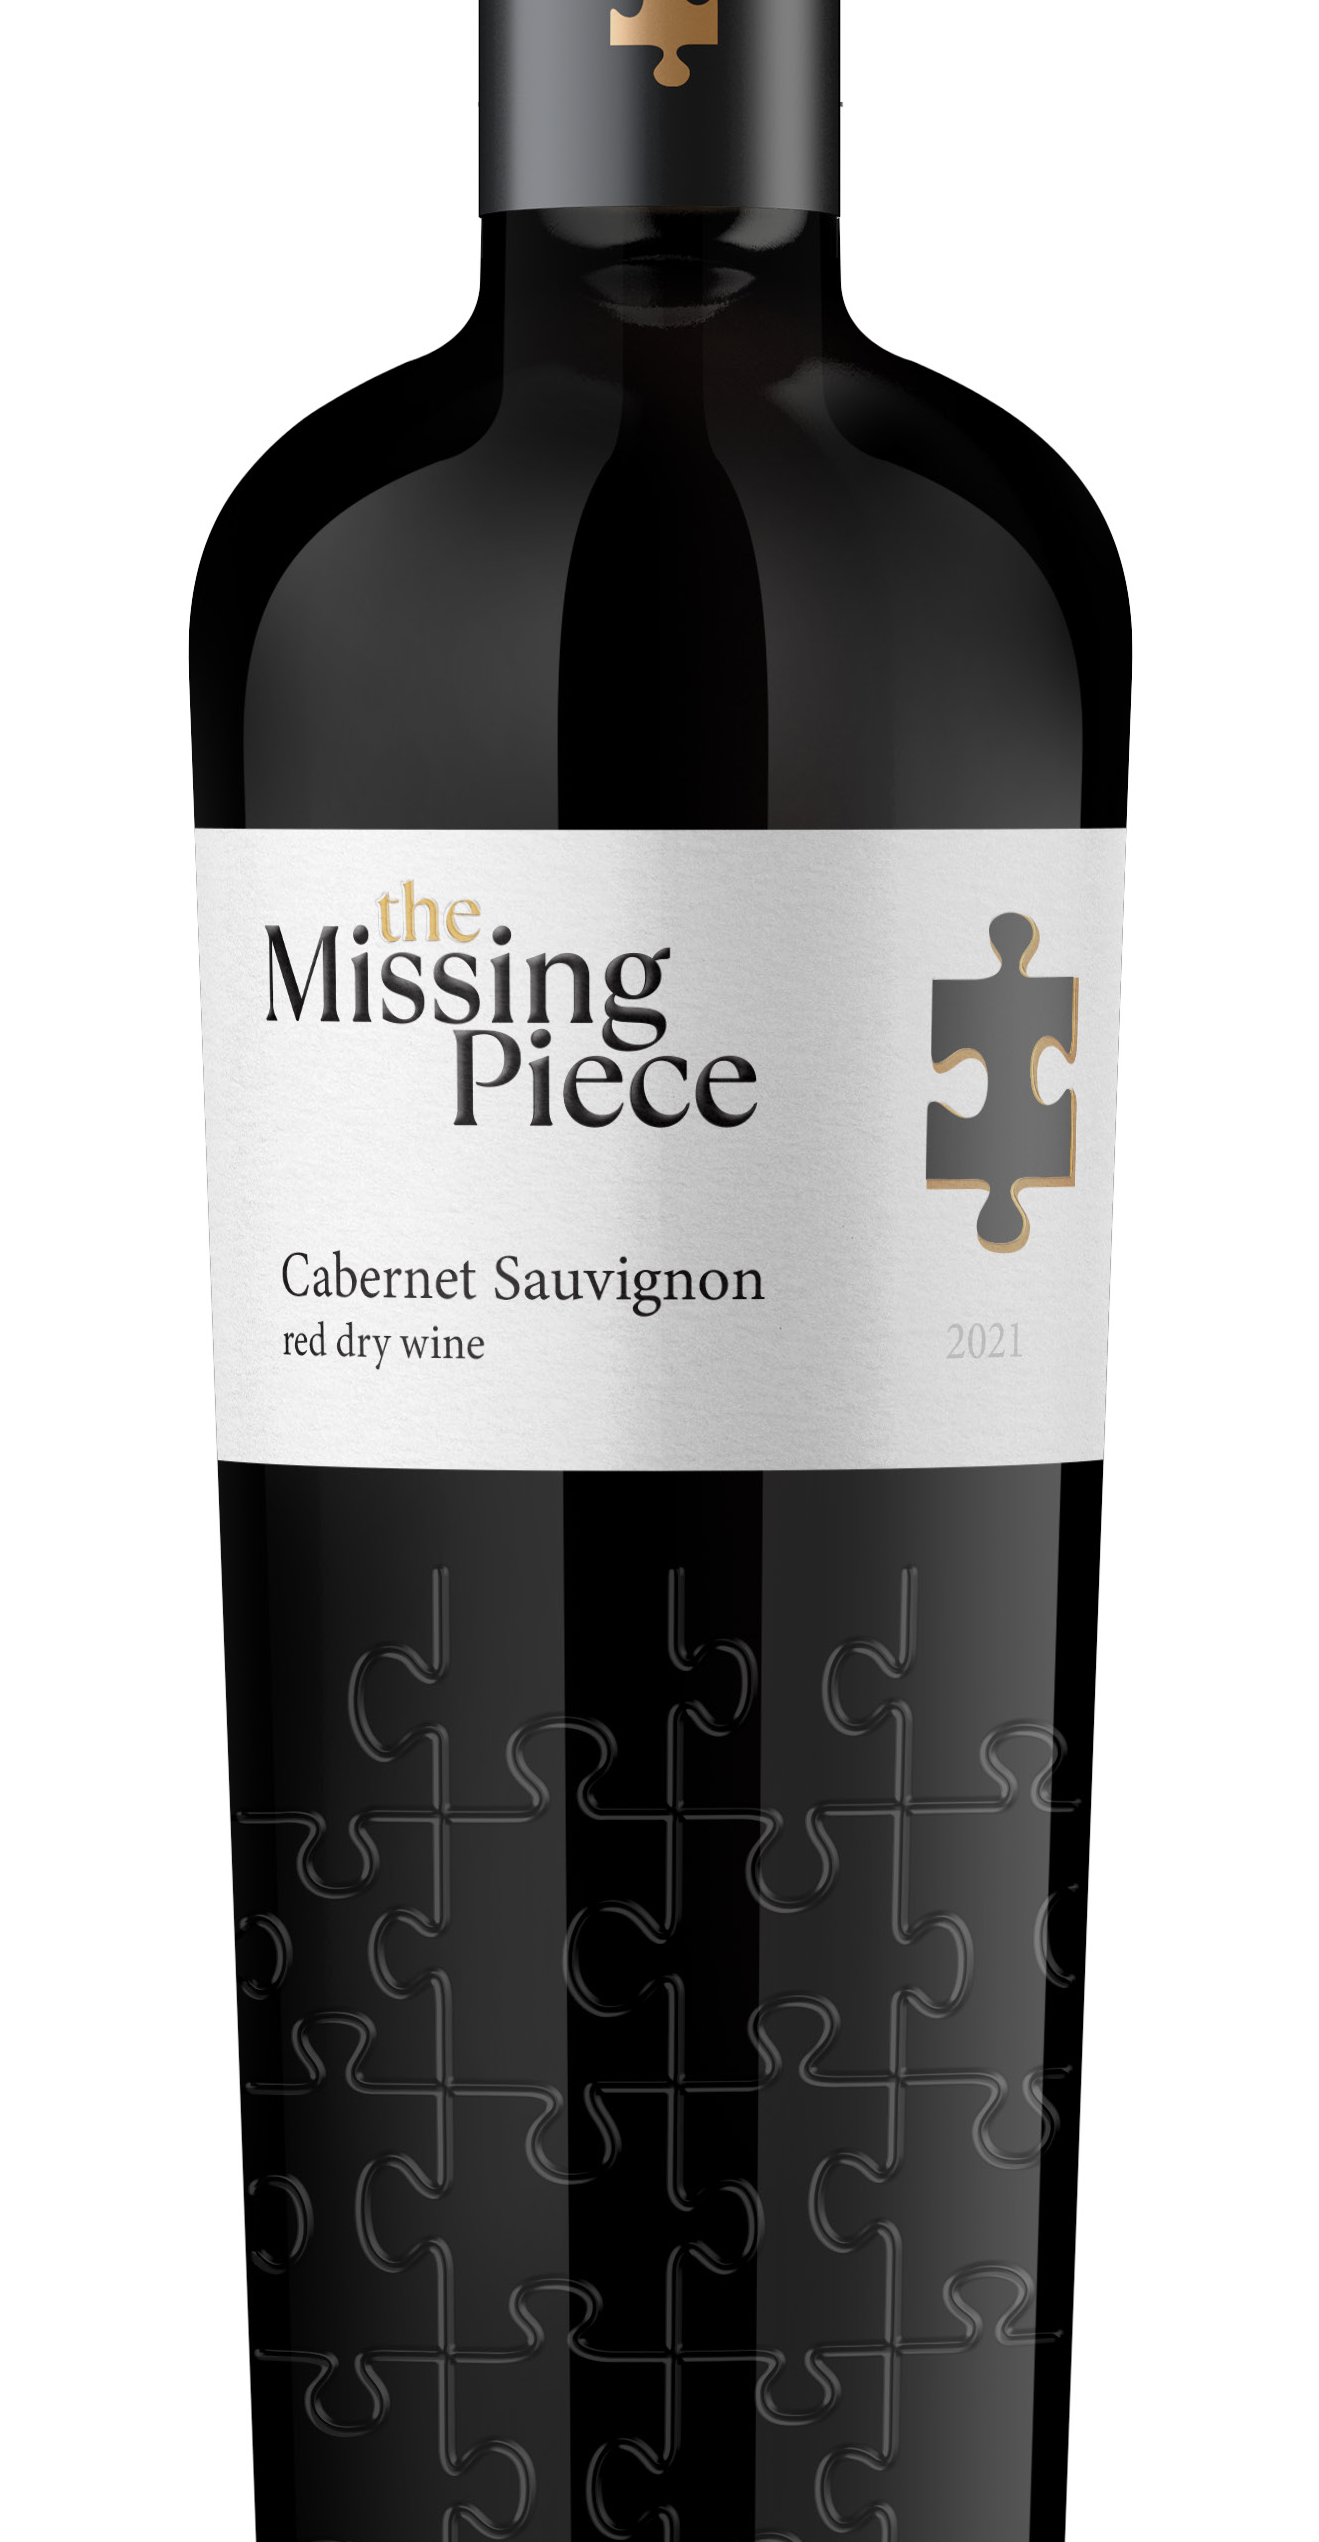 the
Missing
Piece
Cabernet Sauvignon
red dry wine
2021